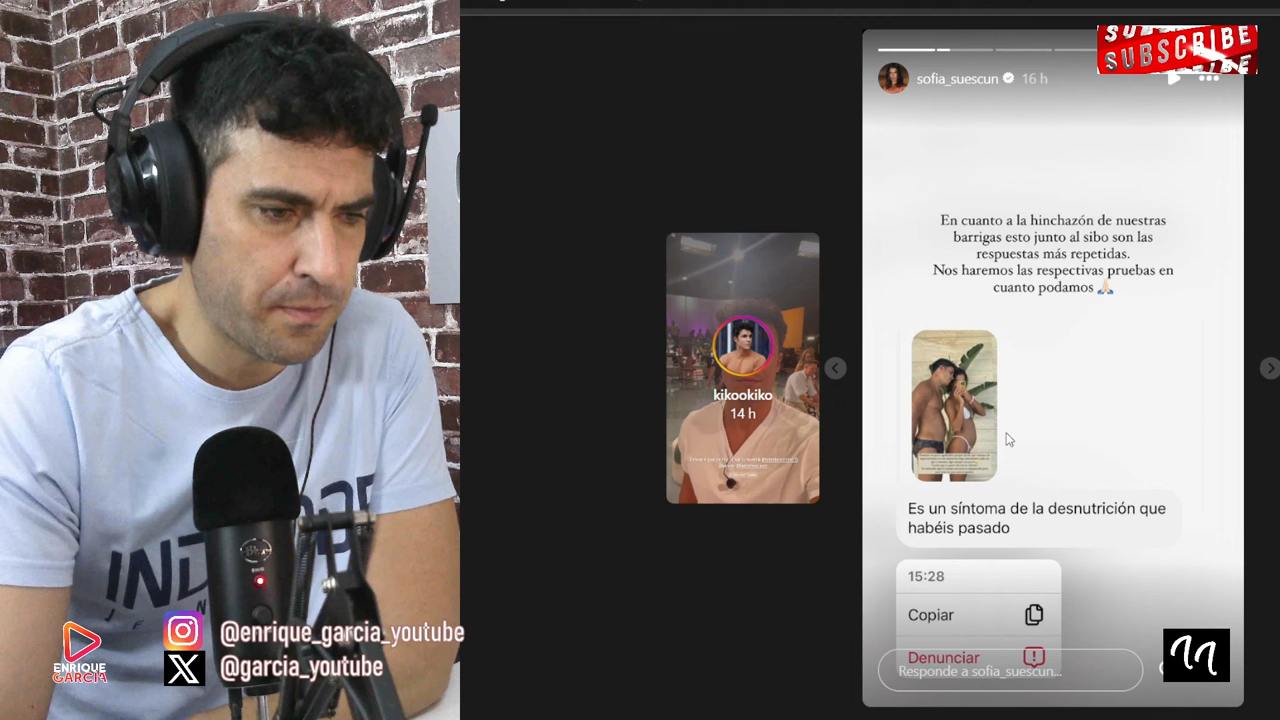 SUBSCRIBE
SUBSCRIBE
SUBSCRIBE
sofia_suescun 16 h
En cuanto a la hinchazón de nuestras
barrigas esto junto al sibo son las
respuestas más repetidas.
Nos haremos las respectivas pruebas en
cuanto podamos 🙏🏻
kikookiko
14 h
Es un síntoma de la desnutrición que
habéis pasado
15:28
Copiar
Denunciar
Responde a sofia_suescun...
@enrique_garcia_youtube
@garcia_youtube
ENRIQUE
GARCIA